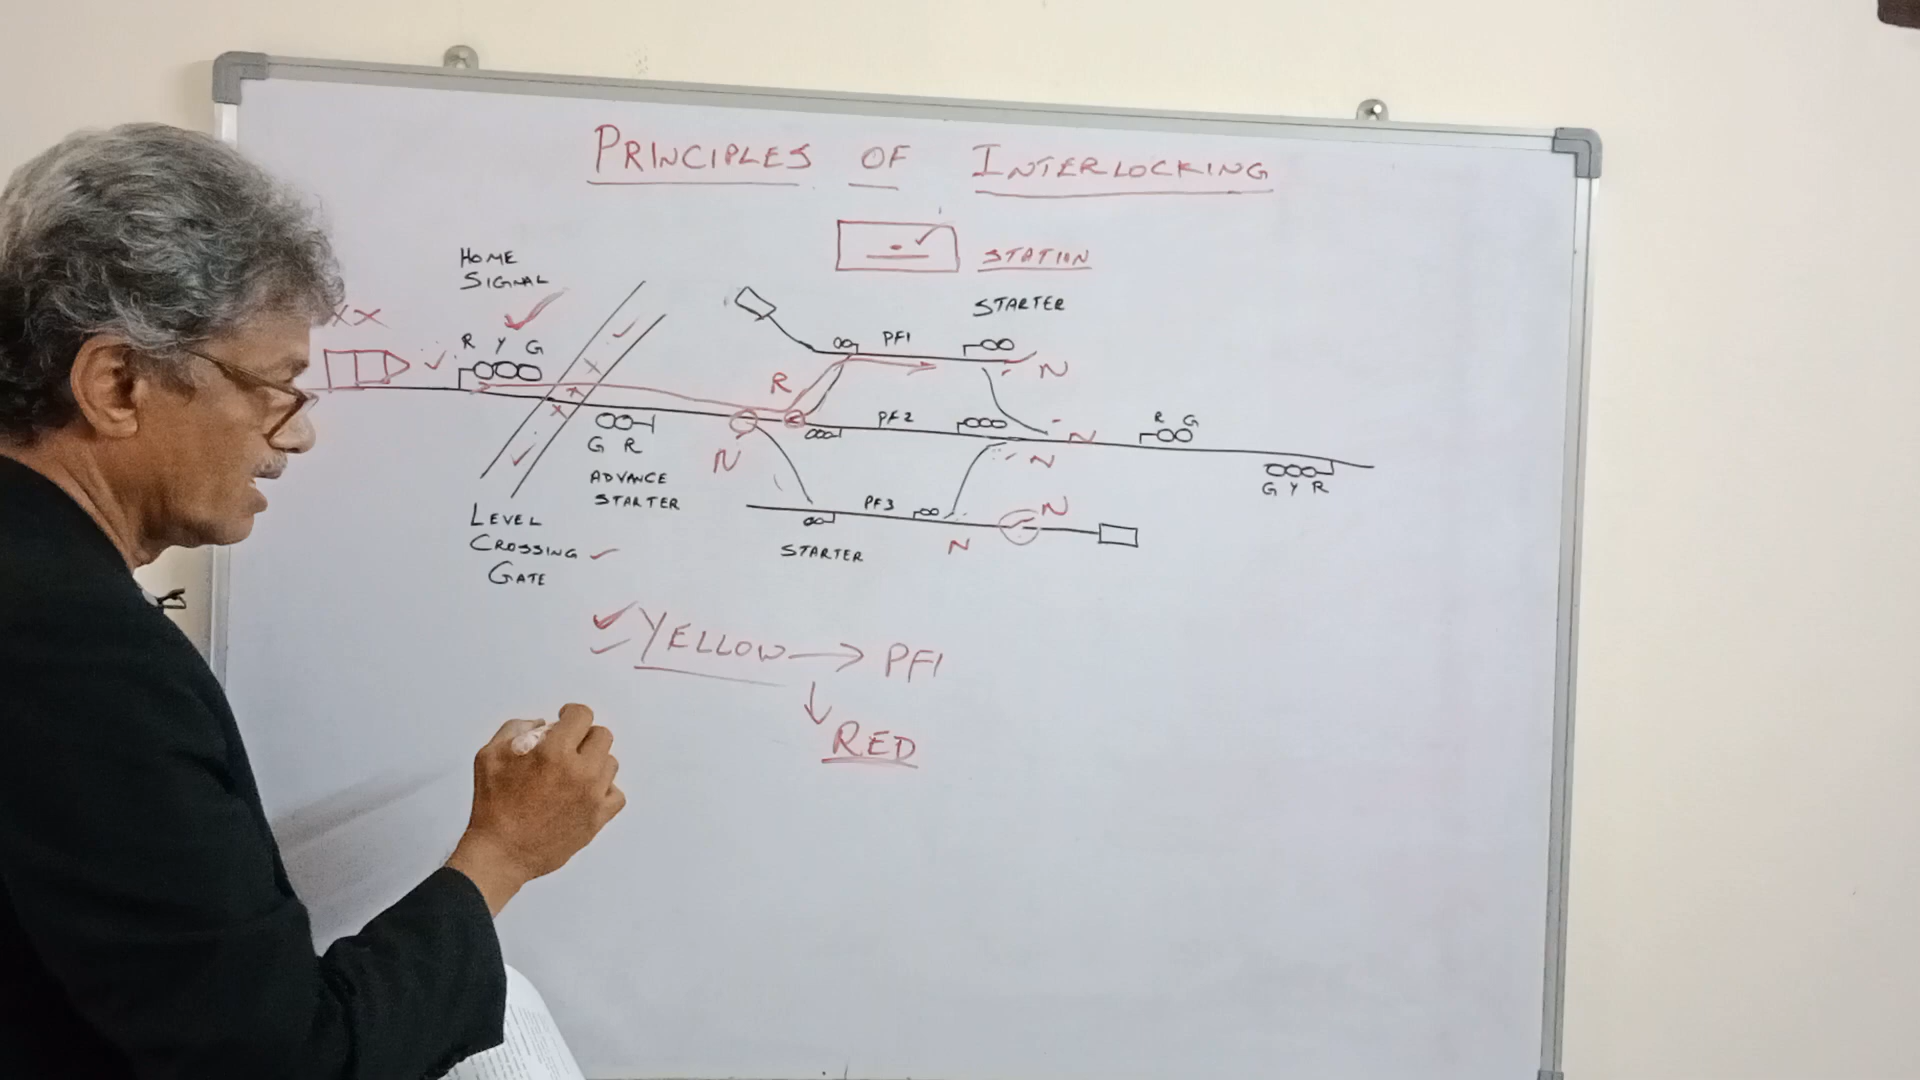 PRINCIPLES OF INTERLOCKING
STATION
HOME
SIGNAL
STARTER
XX
R Y G
PF1
N
R
PF2
R G
N
G R
N
N
G Y R
ADVANCE
STARTER
PF3
N
LEVEL
CROSSING
GATE
STARTER
N
YELLOW → PF1
↓
RED